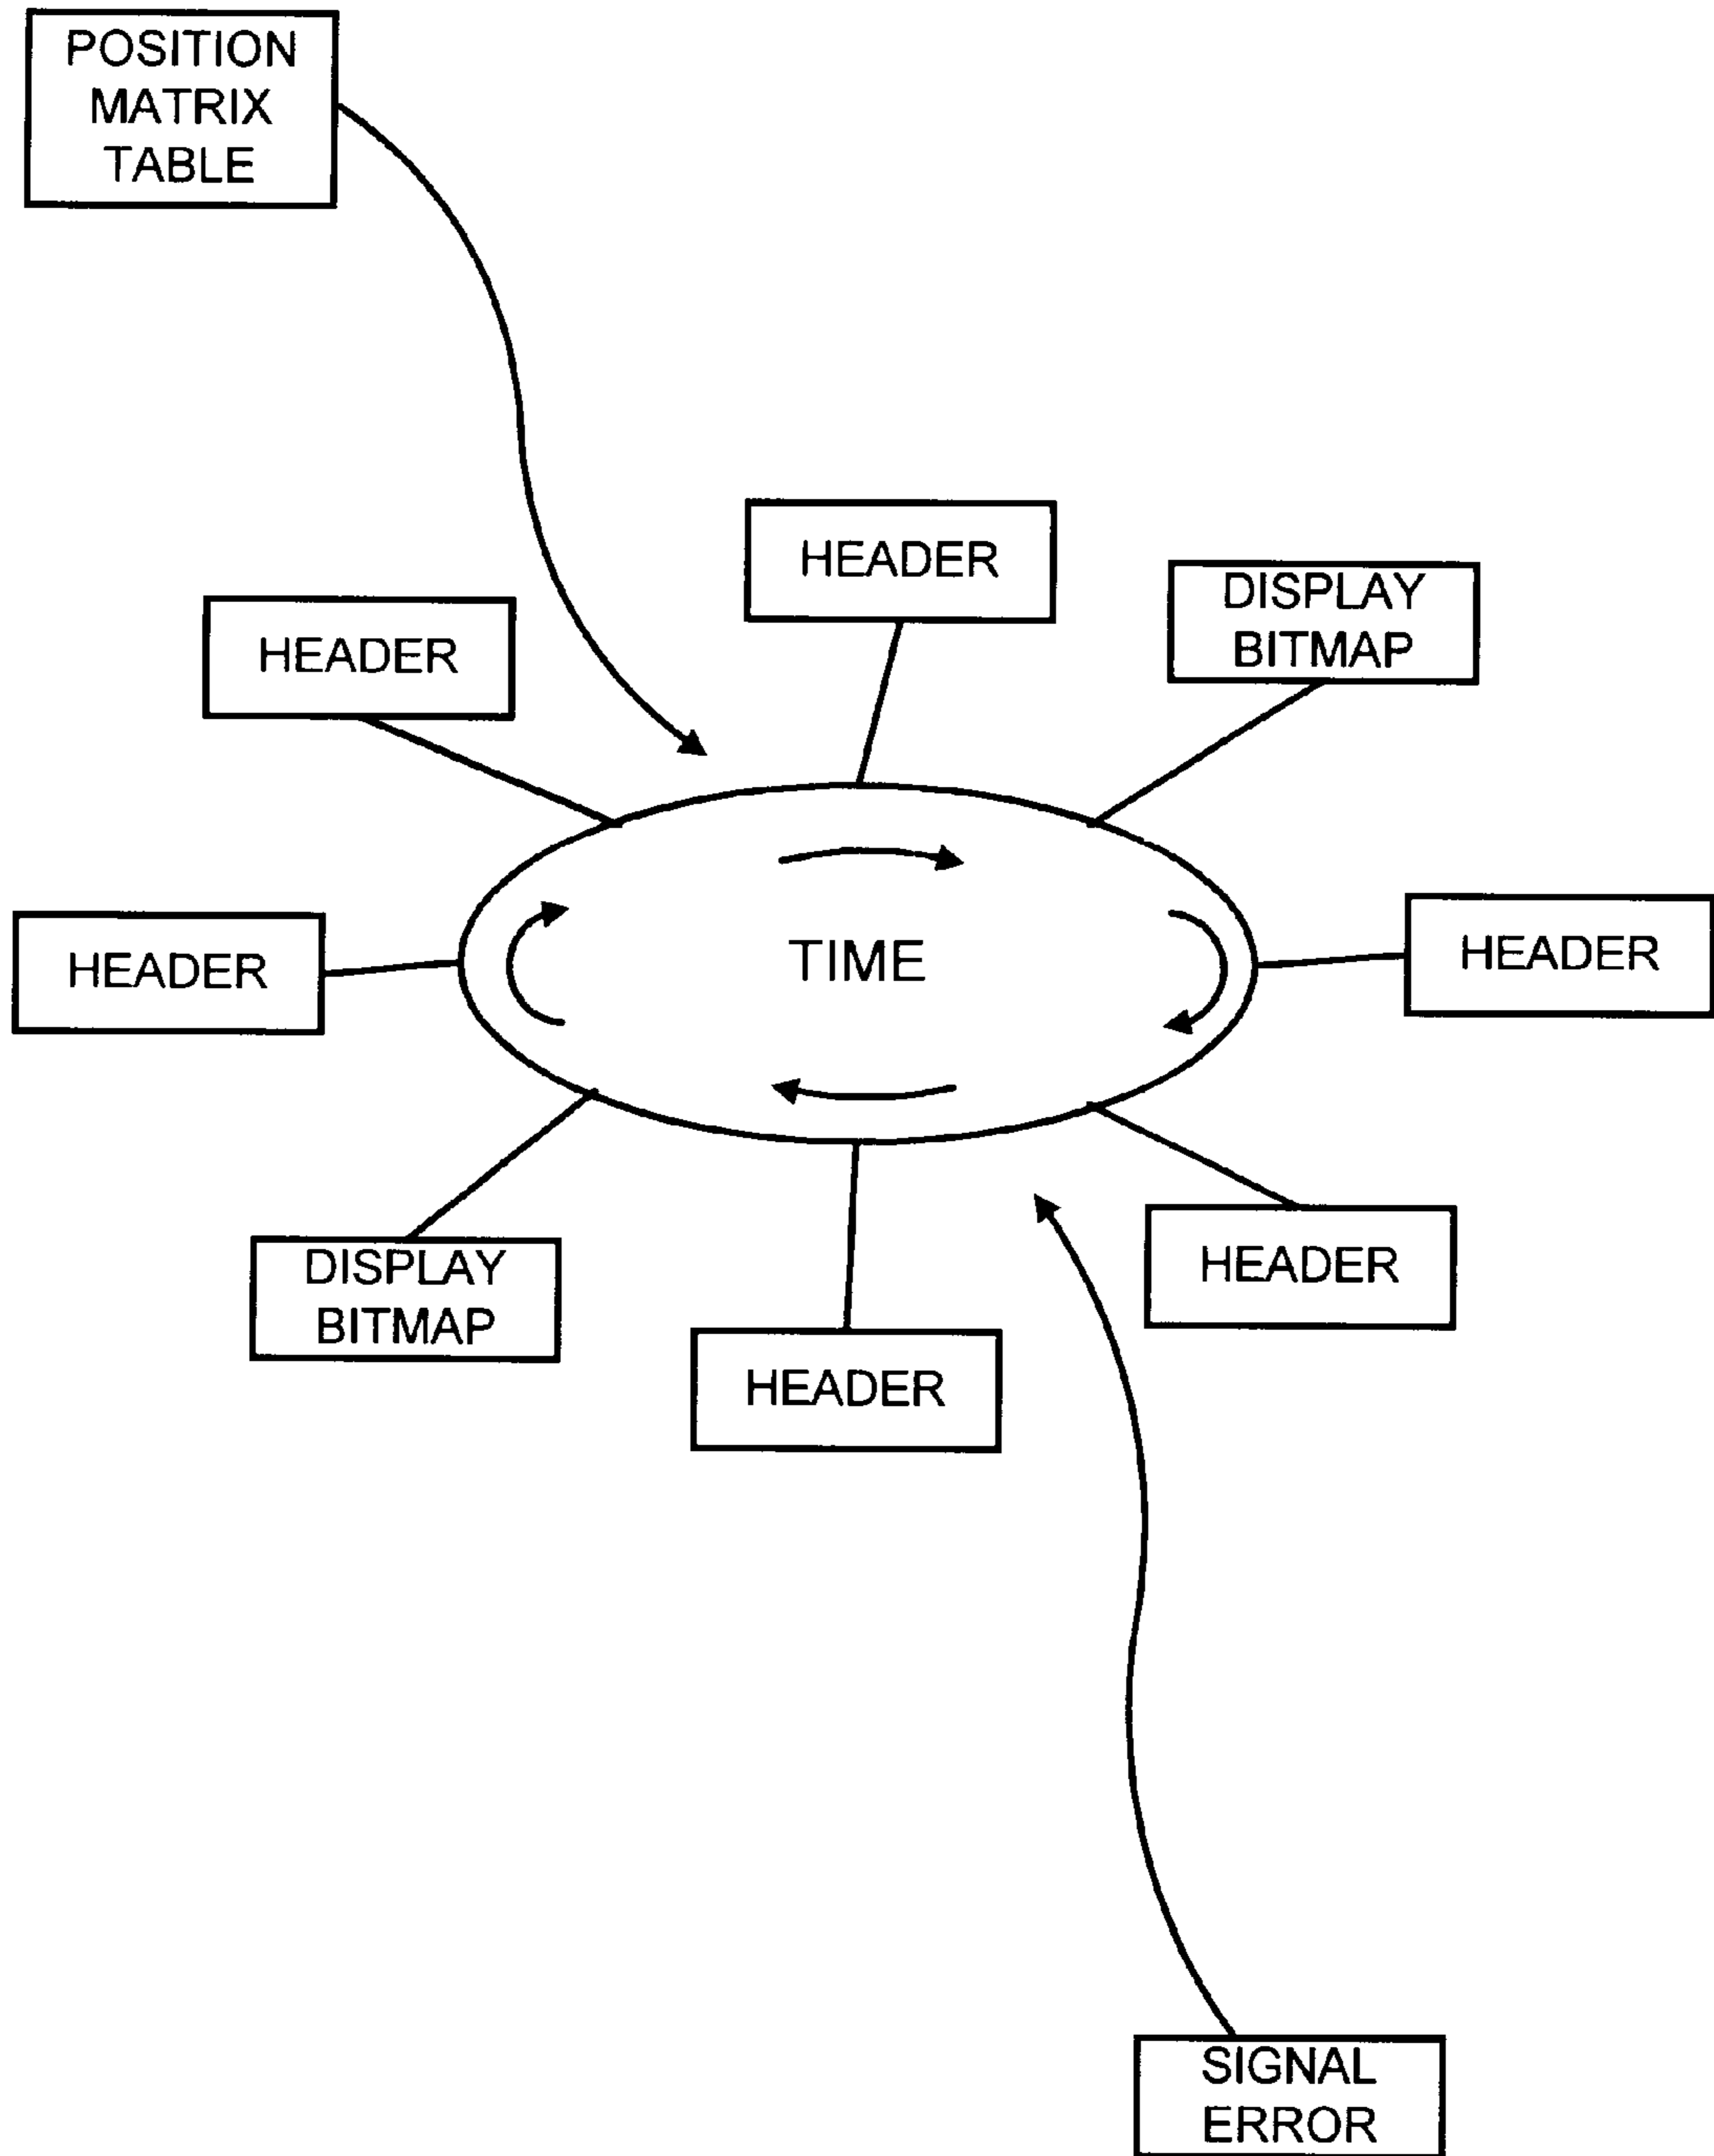 POSITION
MATRIX
TABLE
HEADER
DISPLAY
BITMAP
HEADER
HEADER
TIME
HEADER
DISPLAY
BITMAP
HEADER
HEADER
SIGNAL
ERROR